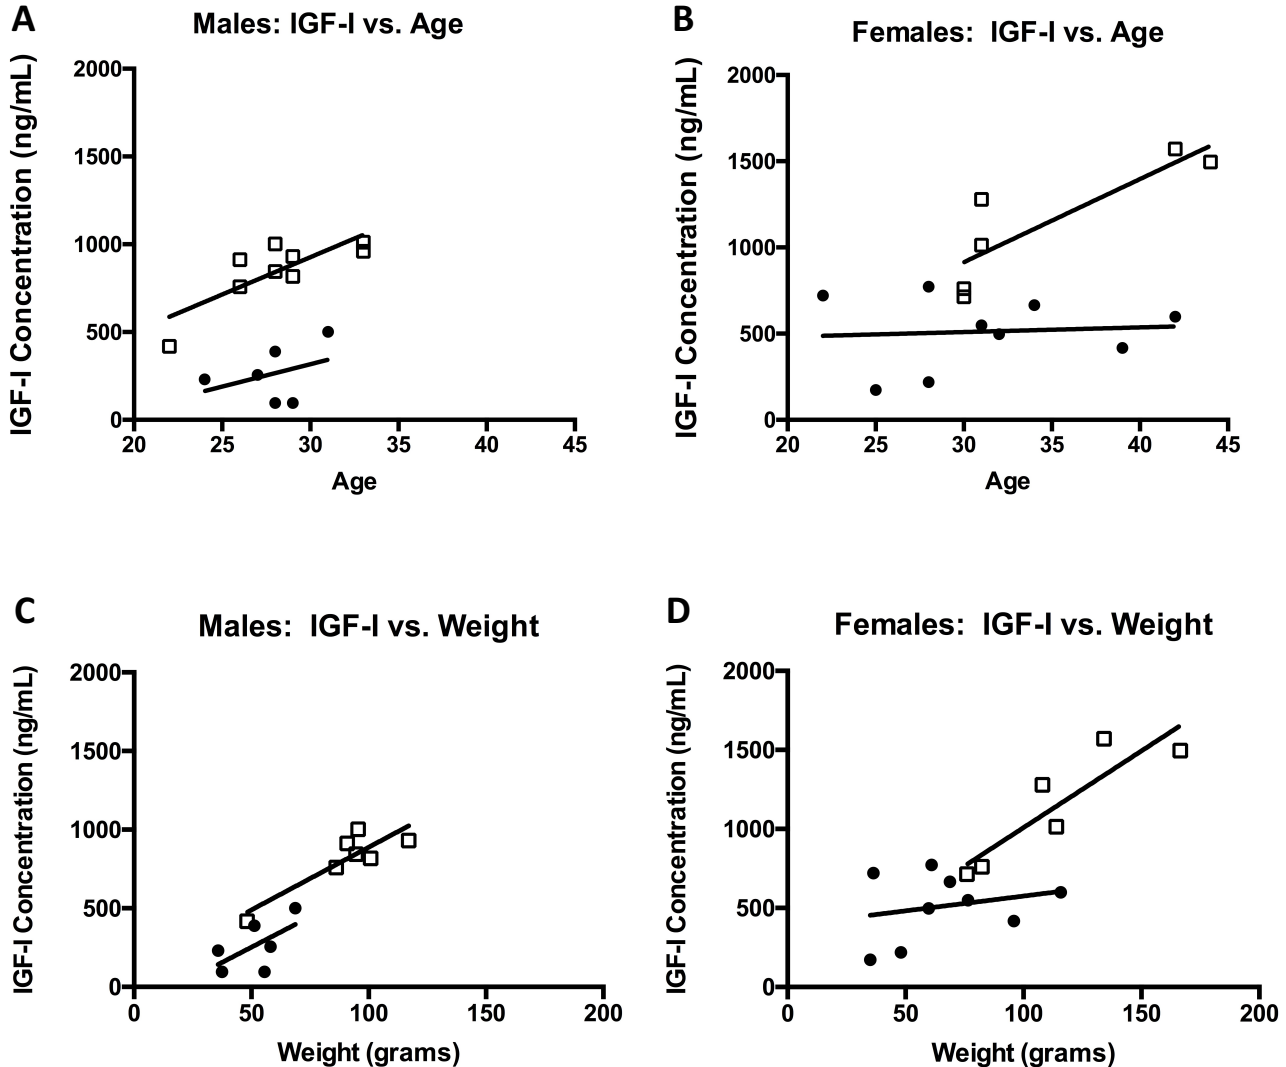 A
Males: IGF-I vs. Age
IGF-I Concentration (ng/mL)
2000
1500
1000
500
0
20 25 30 35 40 45
Age
B
Females: IGF-I vs. Age
IGF-I Concentration (ng/mL)
2000
1500
1000
500
0
20 25 30 35 40 45
Age
C
Males: IGF-I vs. Weight
IGF-I Concentration (ng/mL)
2000
1500
1000
500
0
0 50 100 150 200
Weight (grams)
D
Females: IGF-I vs. Weight
IGF-I Concentration (ng/mL)
2000
1500
1000
500
0
0 50 100 150 200
Weight (grams)